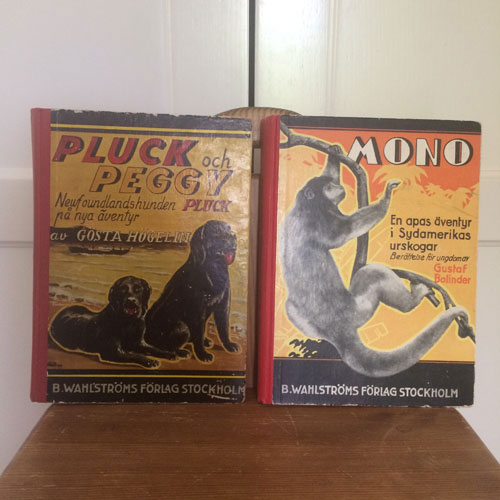 PLUCK och
PEGGY
Newfoundlandshunden PLUCK
på nya äventyr
av GÖSTA HÖGELIN
B. WAHLSTRÖMS FÖRLAG STOCKHOLM
MONO
En apas äventyr
i Sydamerikas
urskogar
Berättelse för ungdomar
Gustaf
Bolinder
B. WAHLSTRÖMS FÖRLAG STOCKHOLM